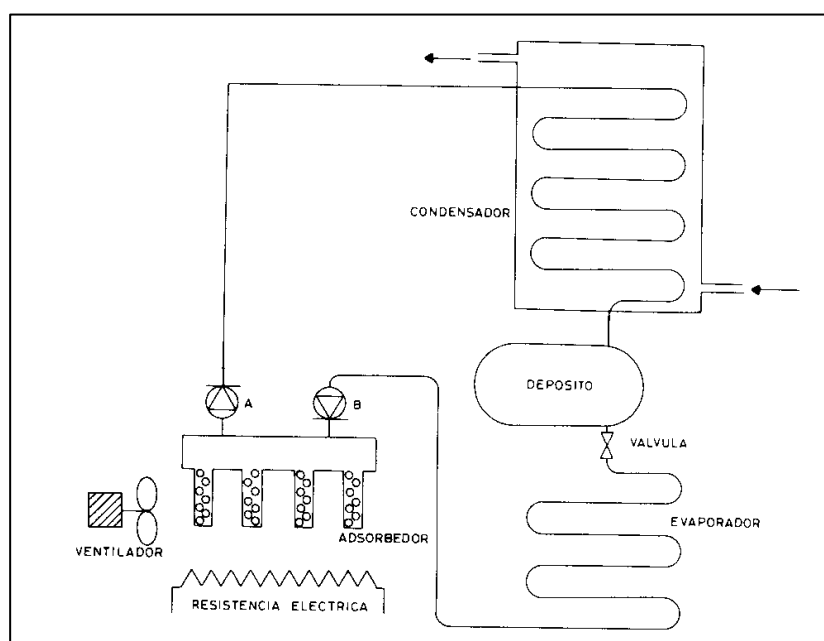 CONDENSADOR
DEPOSITO
A
B
VALVULA
EVAPORADOR
ADSORBEDOR
VENTILADOR
RESISTENCIA ELECTRICA